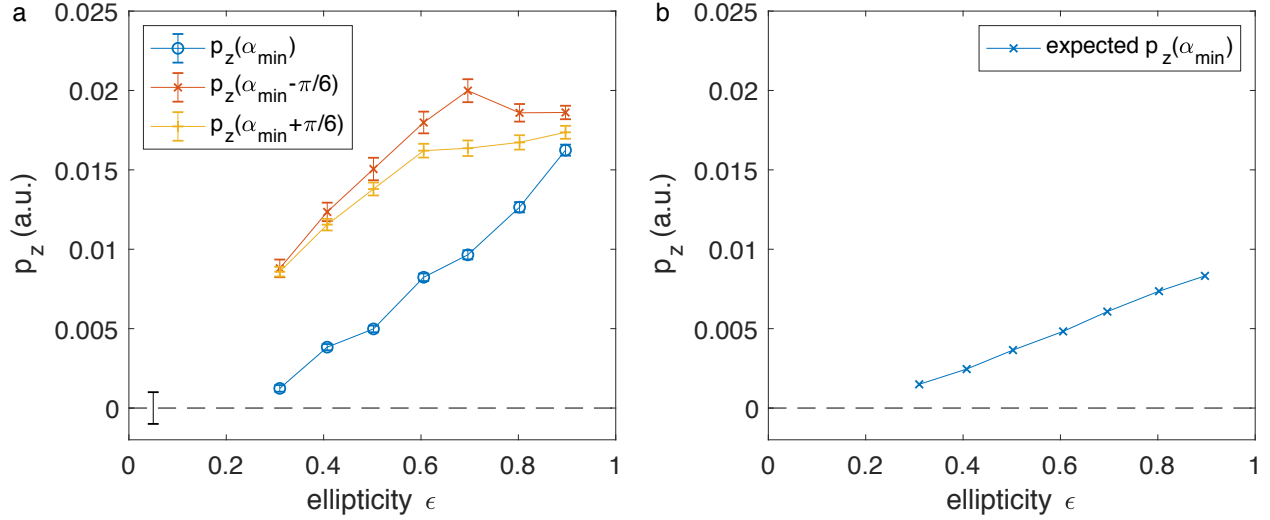 a
p_z (a.u.)
0.025
0.02
0.015
0.01
0.005
0
p_z(α_min)
p_z(α_min-π/6)
p_z(α_min+π/6)
0 0.2 0.4 0.6 0.8 1
ellipticity ϵ
b
p_z (a.u.)
0.025
0.02
0.015
0.01
0.005
0
expected p_z(α_min)
0 0.2 0.4 0.6 0.8 1
ellipticity ϵ